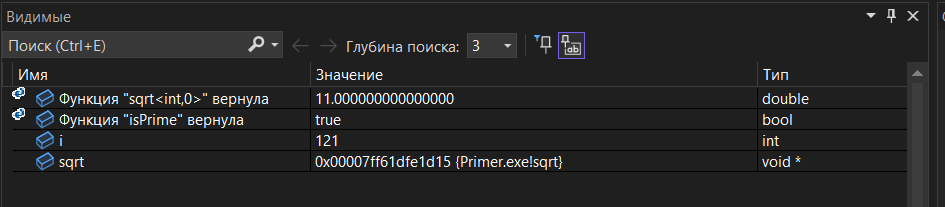 Видимые
Поиск (Ctrl+E) Глубина поиска: 3
Имя Значение Тип
Функция "sqrt<int,0>" вернула 11.000000000000000 double
Функция "isPrime" вернула true bool
i 121 int
sqrt 0x00007ff61dfe1d15 {Primer.exe!sqrt} void *